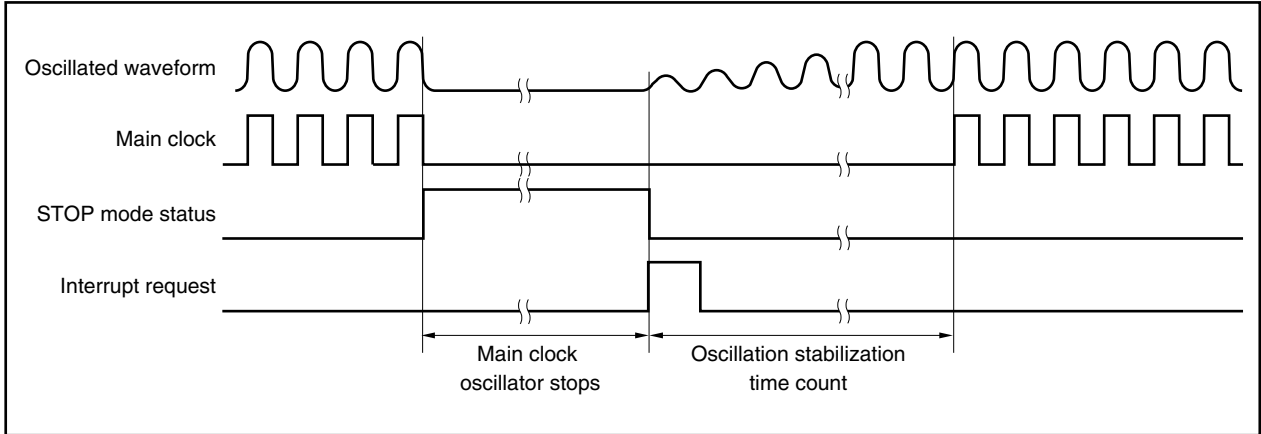 Oscillated waveform
Main clock
STOP mode status
Interrupt request
Main clock
oscillator stops
Oscillation stabilization
time count